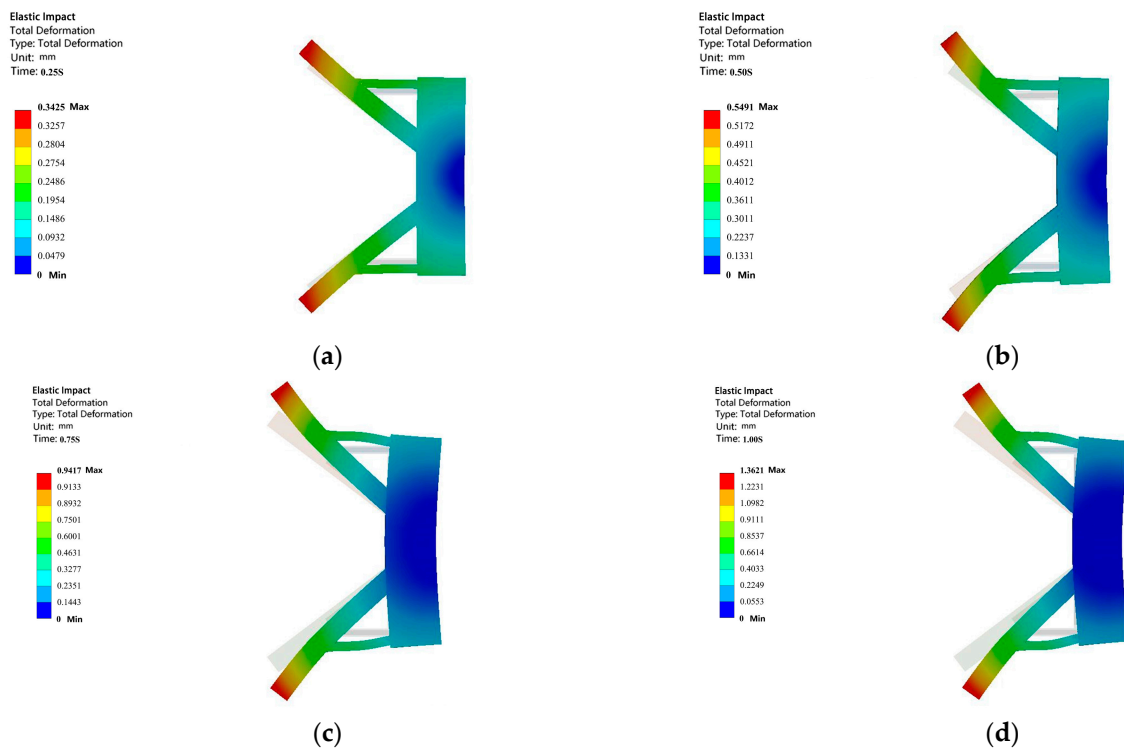 Elastic Impact
Total Deformation
Type: Total Deformation
Unit: mm
Time: 0.25S
0.3425 Max
0.3257
0.2804
0.2754
0.2486
0.1954
0.1486
0.0932
0.0479
0 Min
(a)
Elastic Impact
Total Deformation
Type: Total Deformation
Unit: mm
Time: 0.50S
0.5491 Max
0.5172
0.4911
0.4521
0.4012
0.3611
0.3011
0.2237
0.1331
0 Min
(b)
Elastic Impact
Total Deformation
Type: Total Deformation
Unit: mm
Time: 0.75S
0.9417 Max
0.9133
0.8932
0.7501
0.6001
0.4631
0.3277
0.2351
0.1443
0 Min
(c)
Elastic Impact
Total Deformation
Type: Total Deformation
Unit: mm
Time: 1.00S
1.3621 Max
1.2231
1.0982
0.9111
0.8537
0.6614
0.4033
0.2249
0.0553
0 Min
(d)